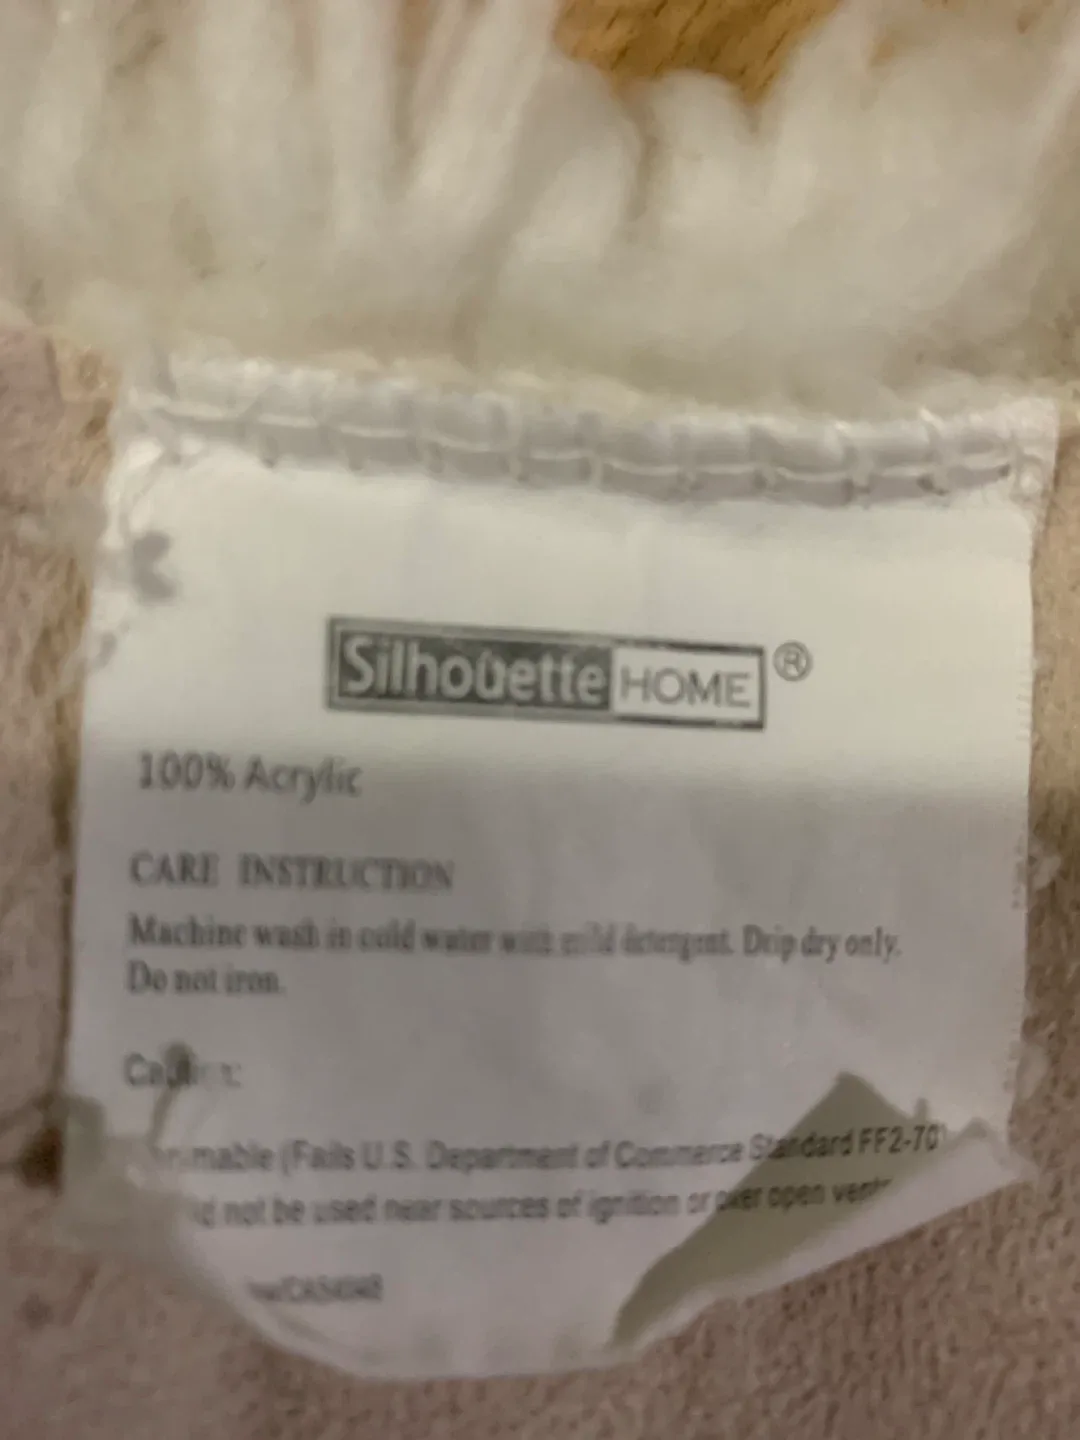 Silhouette HOME®
100% Acrylic
CARE INSTRUCTION
Machine wash in cold water with mild detergent. Drip dry only.
Do not iron.
Caution:
mable (Fails U.S. Department of Commerce Standard FF2-70
not be used near sources of ignition or over open